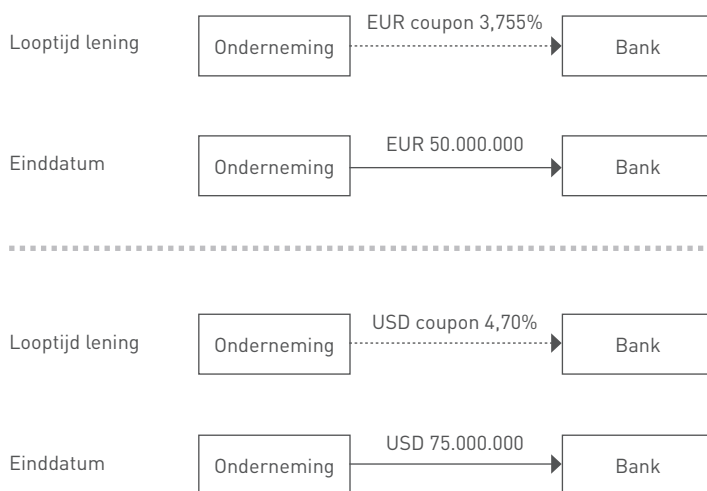 EUR coupon 3,755%
Looptijd lening Onderneming Bank
EUR 50.000.000
Einddatum Onderneming Bank
USD coupon 4,70%
Looptijd lening Onderneming Bank
USD 75.000.000
Einddatum Onderneming Bank